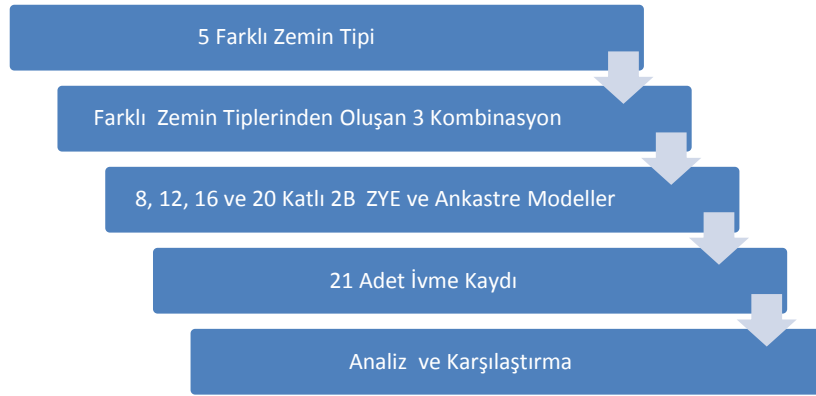 5 Farklı Zemin Tipi
Farklı Zemin Tiplerinden Oluşan 3 Kombinasyon
8, 12, 16 ve 20 Katlı 2B ZYE ve Ankastre Modeller
21 Adet İvme Kaydı
Analiz ve Karşılaştırma